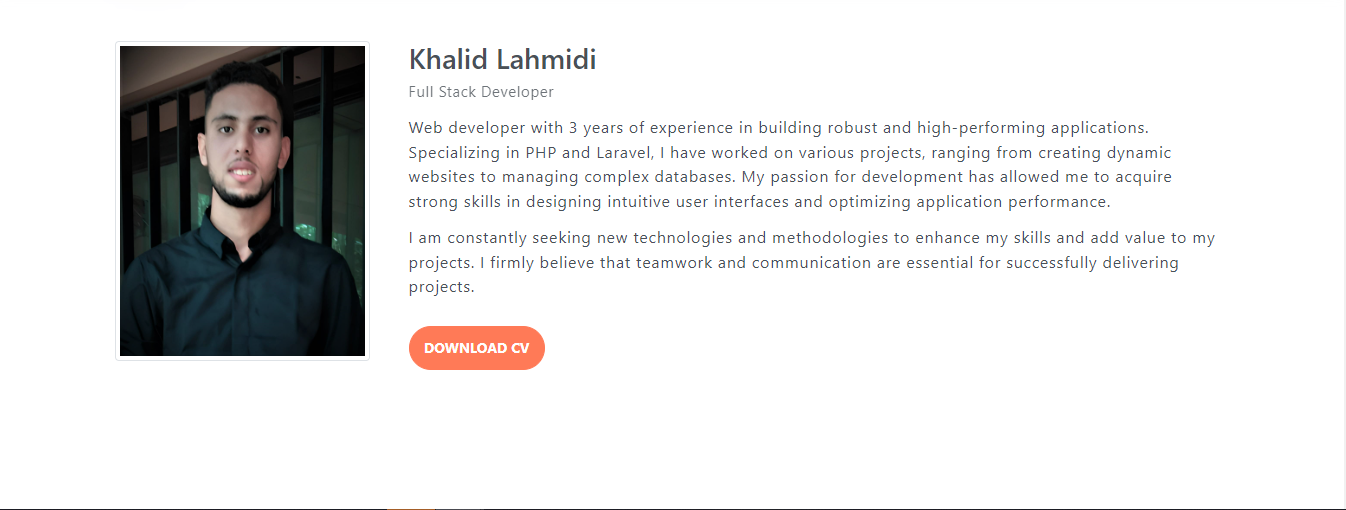 Khalid Lahmidi
Full Stack Developer
Web developer with 3 years of experience in building robust and high-performing applications.
Specializing in PHP and Laravel, I have worked on various projects, ranging from creating dynamic
websites to managing complex databases. My passion for development has allowed me to acquire
strong skills in designing intuitive user interfaces and optimizing application performance.
I am constantly seeking new technologies and methodologies to enhance my skills and add value to my
projects. I firmly believe that teamwork and communication are essential for successfully delivering
projects.
DOWNLOAD CV